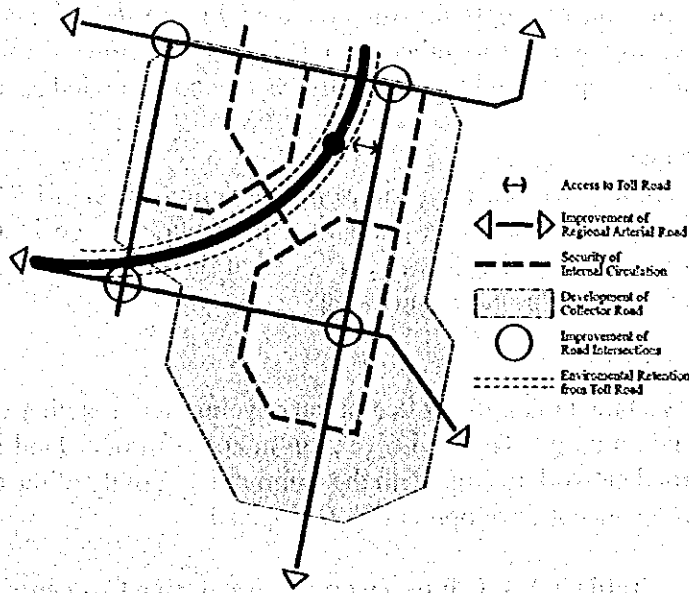 Access to Toll Road
Improvement of
Regional Arterial Road
Security of
Internal Circulation
Development of
Collector Road
Improvement of
Road Intersections
Enviromental Retention
from Toll Road